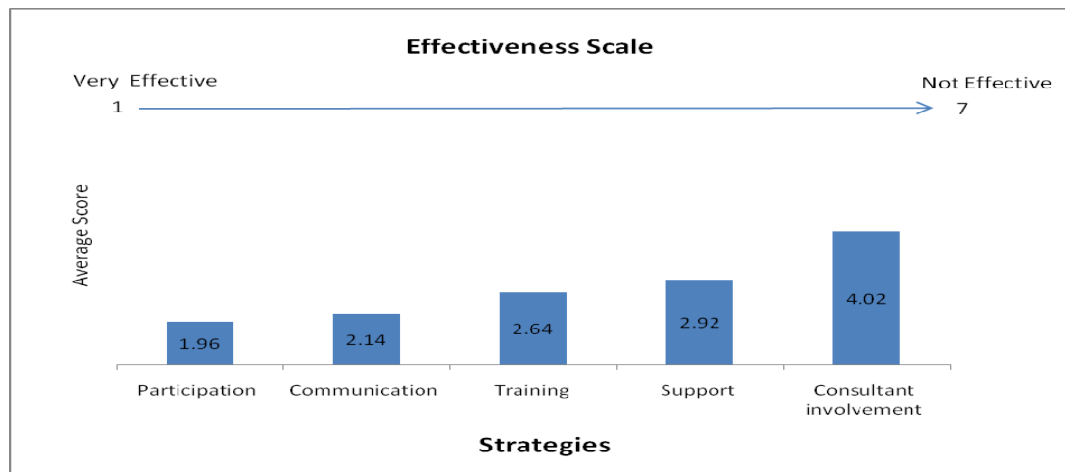 Effectiveness Scale
Very Effective
Not Effective
1
7
Average Score
1.96
2.14
2.64
2.92
4.02
Participation
Communication
Training
Support
Consultant
involvement
Strategies